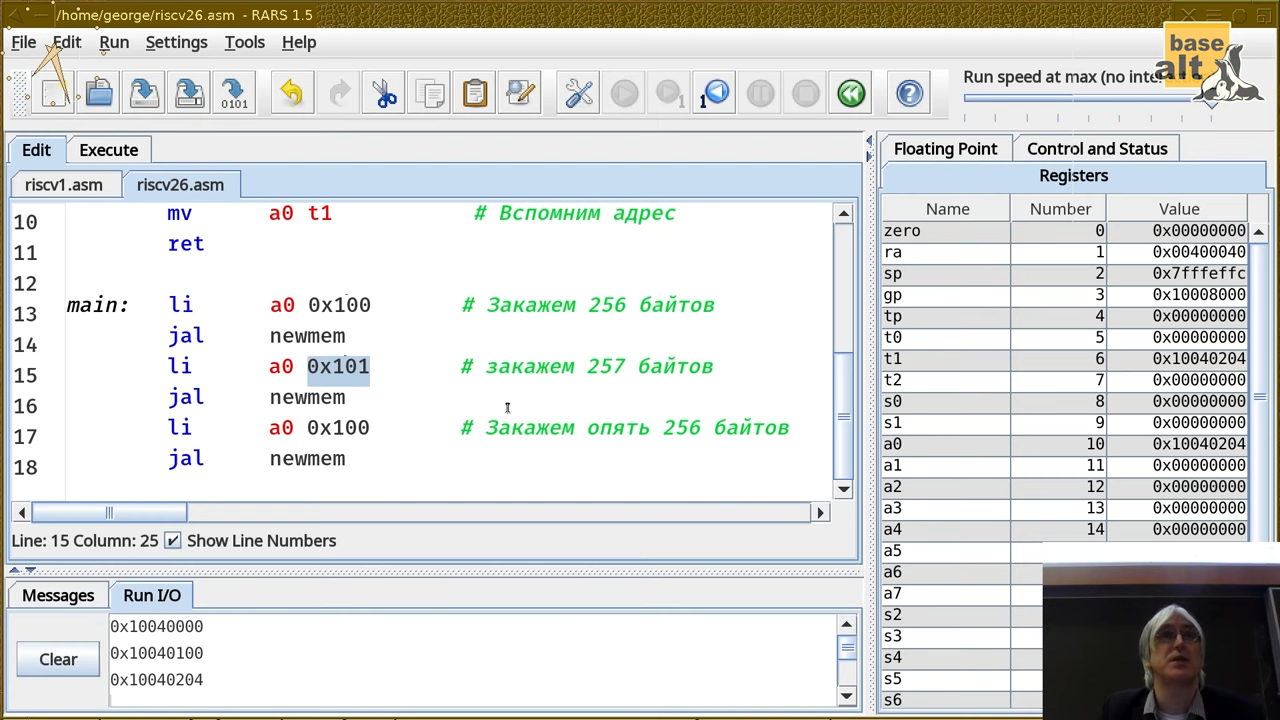 /home/george/riscv26.asm - RARS 1.5
File Edit Run Settings Tools Help
base
alt
Run speed at max (no inte
Edit Execute
riscv1.asm riscv26.asm
10 mv a0 t1 # Вспомним адрес
11 ret
12
13 main: li a0 0x100 # Закажем 256 байтов
14 jal newmem
15 li a0 0x101 # закажем 257 байтов
16 jal newmem
17 li a0 0x100 # Закажем опять 256 байтов
18 jal newmem
Line: 15 Column: 25 Show Line Numbers
Messages Run I/O
Clear
0x10040000
0x10040100
0x10040204
Floating Point Control and Status
Registers
Name Number Value
zero 0 0x00000000
ra 1 0x00400040
sp 2 0x7fffeffc
gp 3 0x10008000
tp 4 0x00000000
t0 5 0x00000000
t1 6 0x10040204
t2 7 0x00000000
s0 8 0x00000000
s1 9 0x00000000
a0 10 0x10040204
a1 11 0x00000000
a2 12 0x00000000
a3 13 0x00000000
a4 14 0x00000000
a5
a6
a7
s2
s3
s4
s5
s6